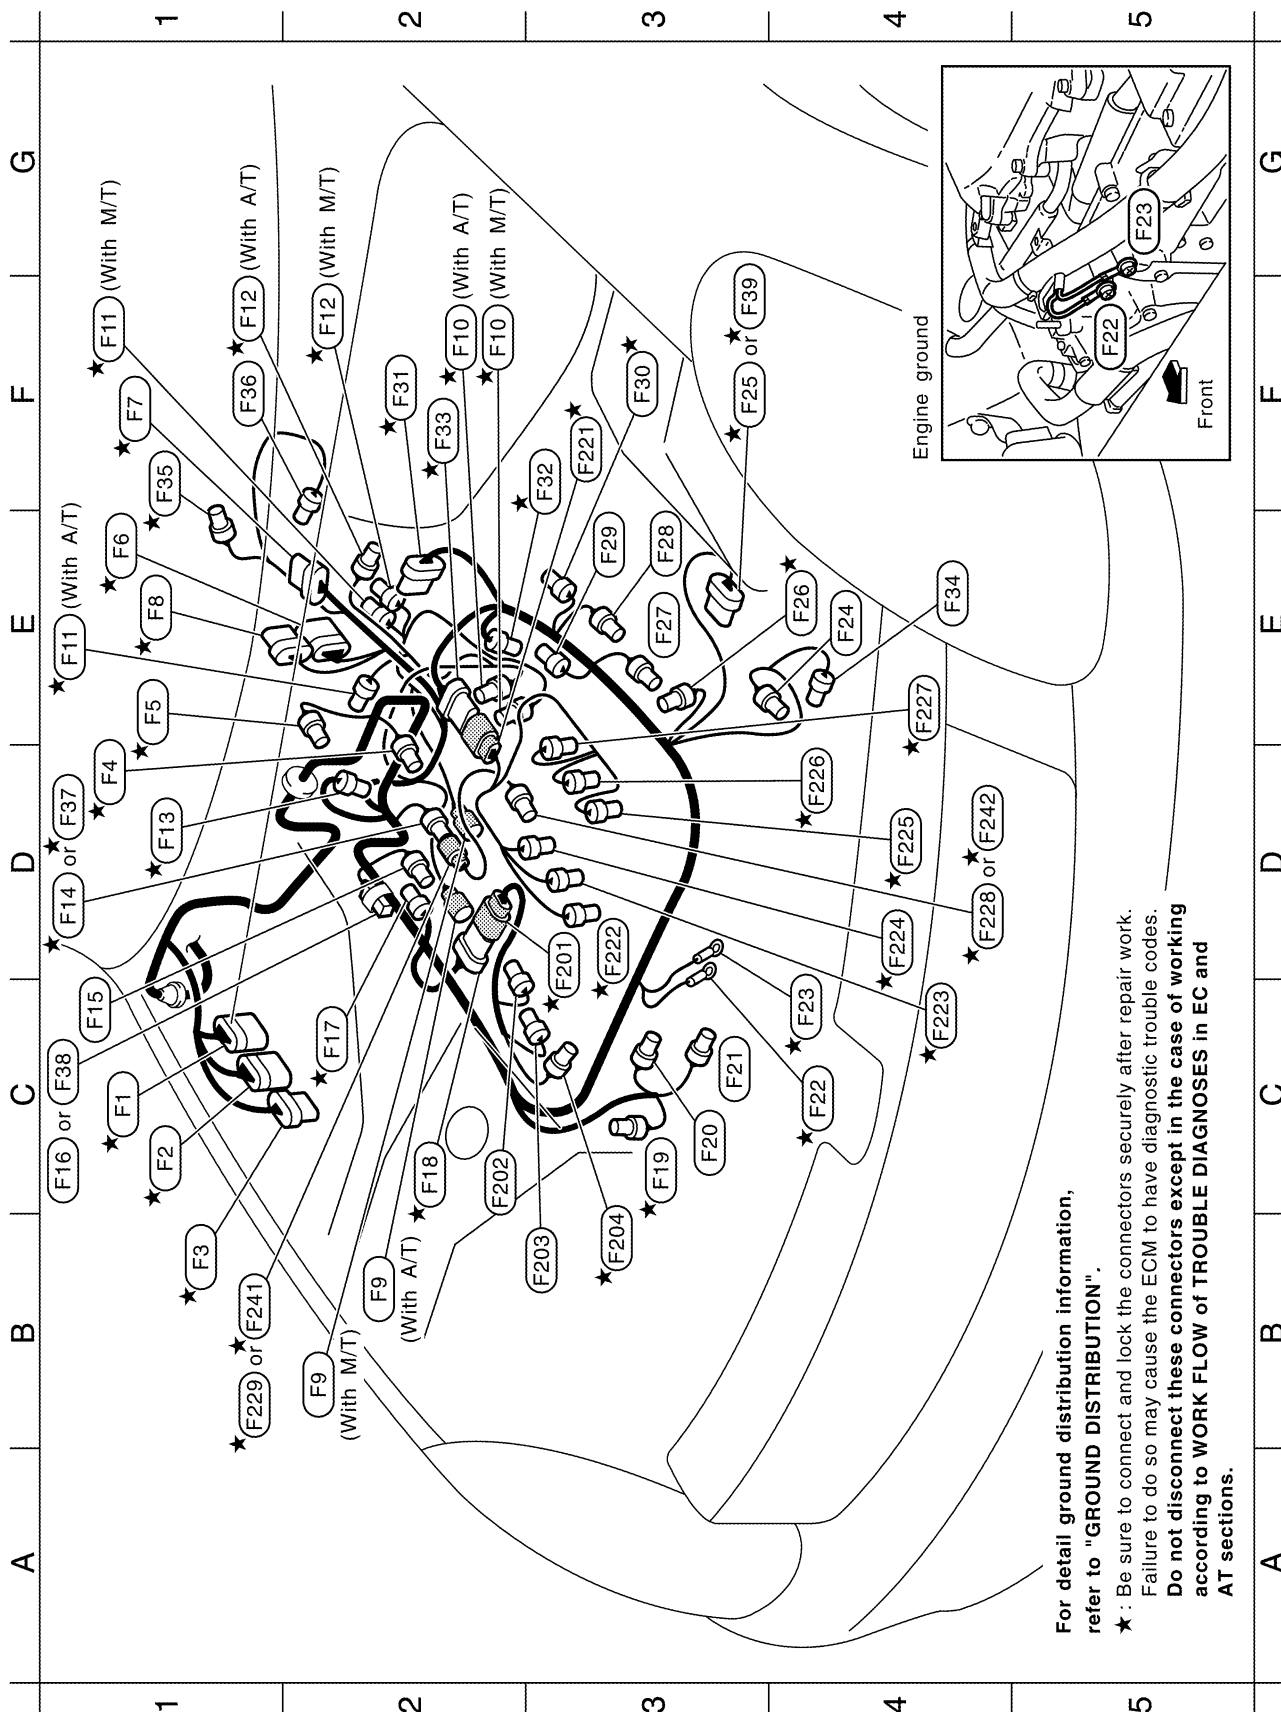 A B C D E F G
1 1
F16 or F38
★ F14 or ★ F37
★ F11 (With A/T)
F15
★ F4
★ F1
★ F6
★ F11 (With M/T)
★ F7
★ F5
★ F8
★ F2
★ F13
★ F35
★ F3
★ F229 or ★ F241
F36
★ F12 (With A/T)
F9
(With M/T)
★ F17
★ F12 (With M/T)
2 2
F9
(With A/T)
★ F31
★ F18
★ F33
★ F10 (With A/T)
★ F10 (With M/T)
F202
F203
★ F32
★ F201
★ F221
★ F204
★ F222
F29
★ F30
3 3
★ F19
F27
F28
F20
F21
★ F25 or ★ F39
★ F22
★ F23
★ F226
★ F26
F24
4 4
★ F224
★ F225
★ F223
★ F227
F34
★ F228 or ★ F242
Engine ground
F22
F23
Front
5 5
For detail ground distribution information,
refer to "GROUND DISTRIBUTION".
★ : Be sure to connect and lock the connectors securely after repair work.
Failure to do so may cause the ECM to have diagnostic trouble codes.
Do not disconnect these connectors except in the case of working
according to WORK FLOW of TROUBLE DIAGNOSES in EC and
AT sections.
A B C D E F G